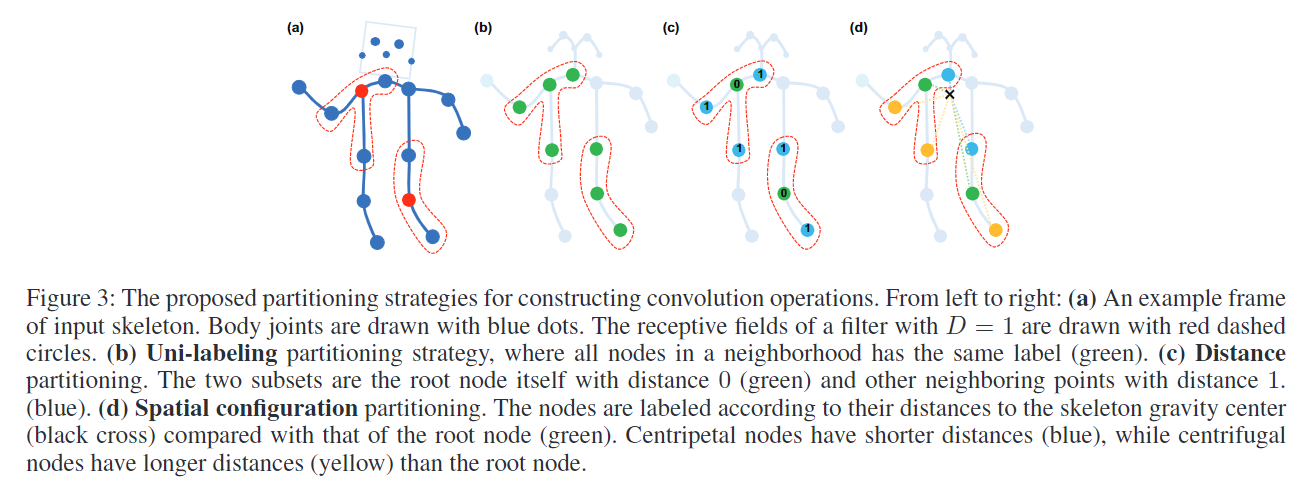 (a) (b) (c) (d)
1
0
1
1 1
0
1
Figure 3: The proposed partitioning strategies for constructing convolution operations. From left to right: (a) An example frame
of input skeleton. Body joints are drawn with blue dots. The receptive fields of a filter with D = 1 are drawn with red dashed
circles. (b) Uni-labeling partitioning strategy, where all nodes in a neighborhood has the same label (green). (c) Distance
partitioning. The two subsets are the root node itself with distance 0 (green) and other neighboring points with distance 1.
(blue). (d) Spatial configuration partitioning. The nodes are labeled according to their distances to the skeleton gravity center
(black cross) compared with that of the root node (green). Centripetal nodes have shorter distances (blue), while centrifugal
nodes have longer distances (yellow) than the root node.